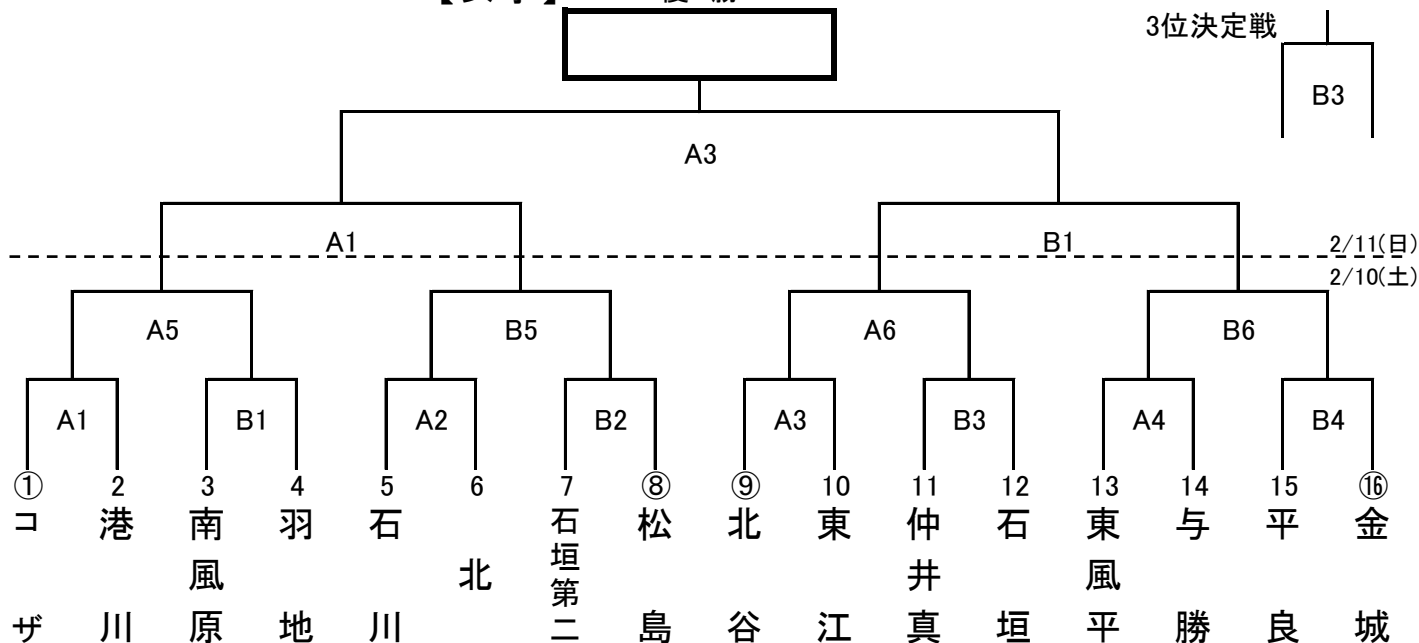 3位決定戦
B3
A3
A1
B1
2/11(日)
2/10(土)
A5
B5
A6
B6
A1
B1
A2
B2
A3
B3
A4
B4
① 2 3 4 5 6 7 ⑧ ⑨ 10 11 12 13 14 15 ⑯
コザ
港川
南風原
羽地
石川
北
石垣第二
松島
北谷
東江
仲井真
石垣
東風平
与勝
平良
金城